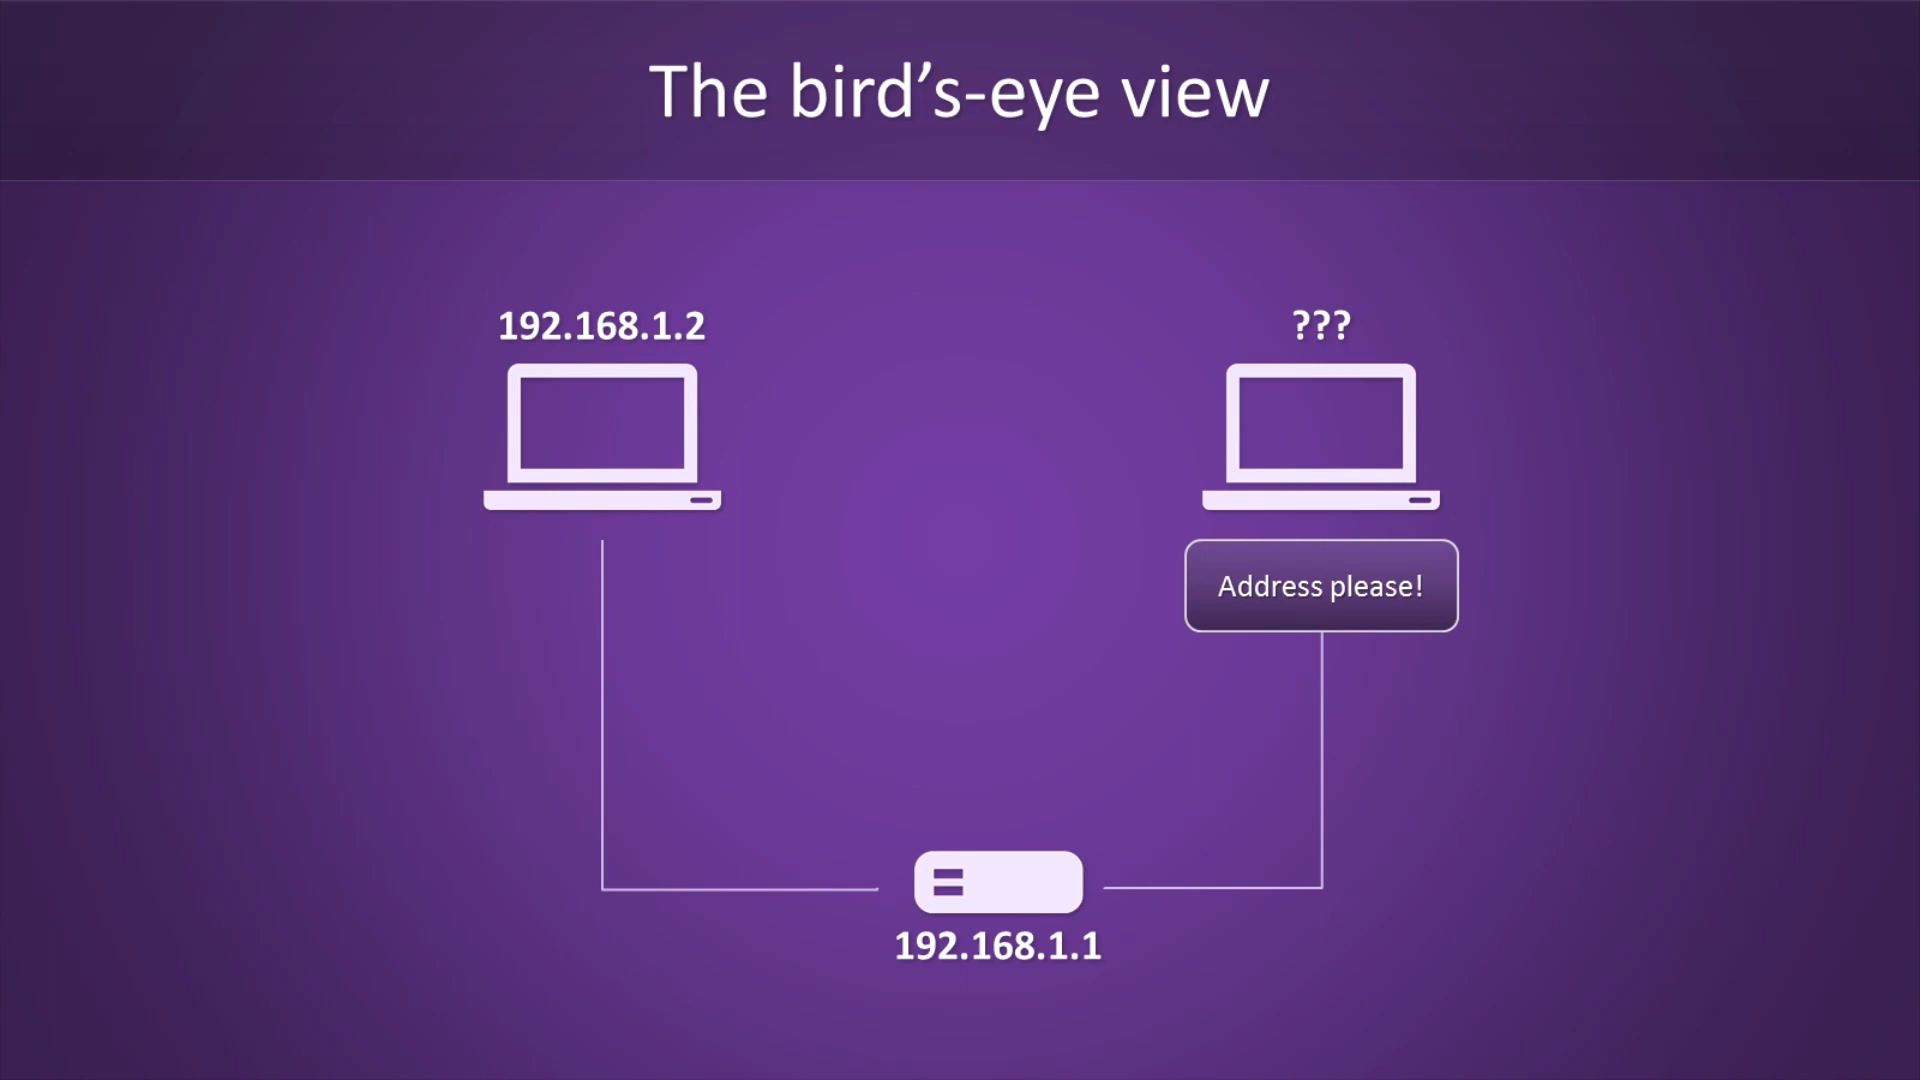 The bird’s-eye view
192.168.1.2
???
Address please!
192.168.1.1